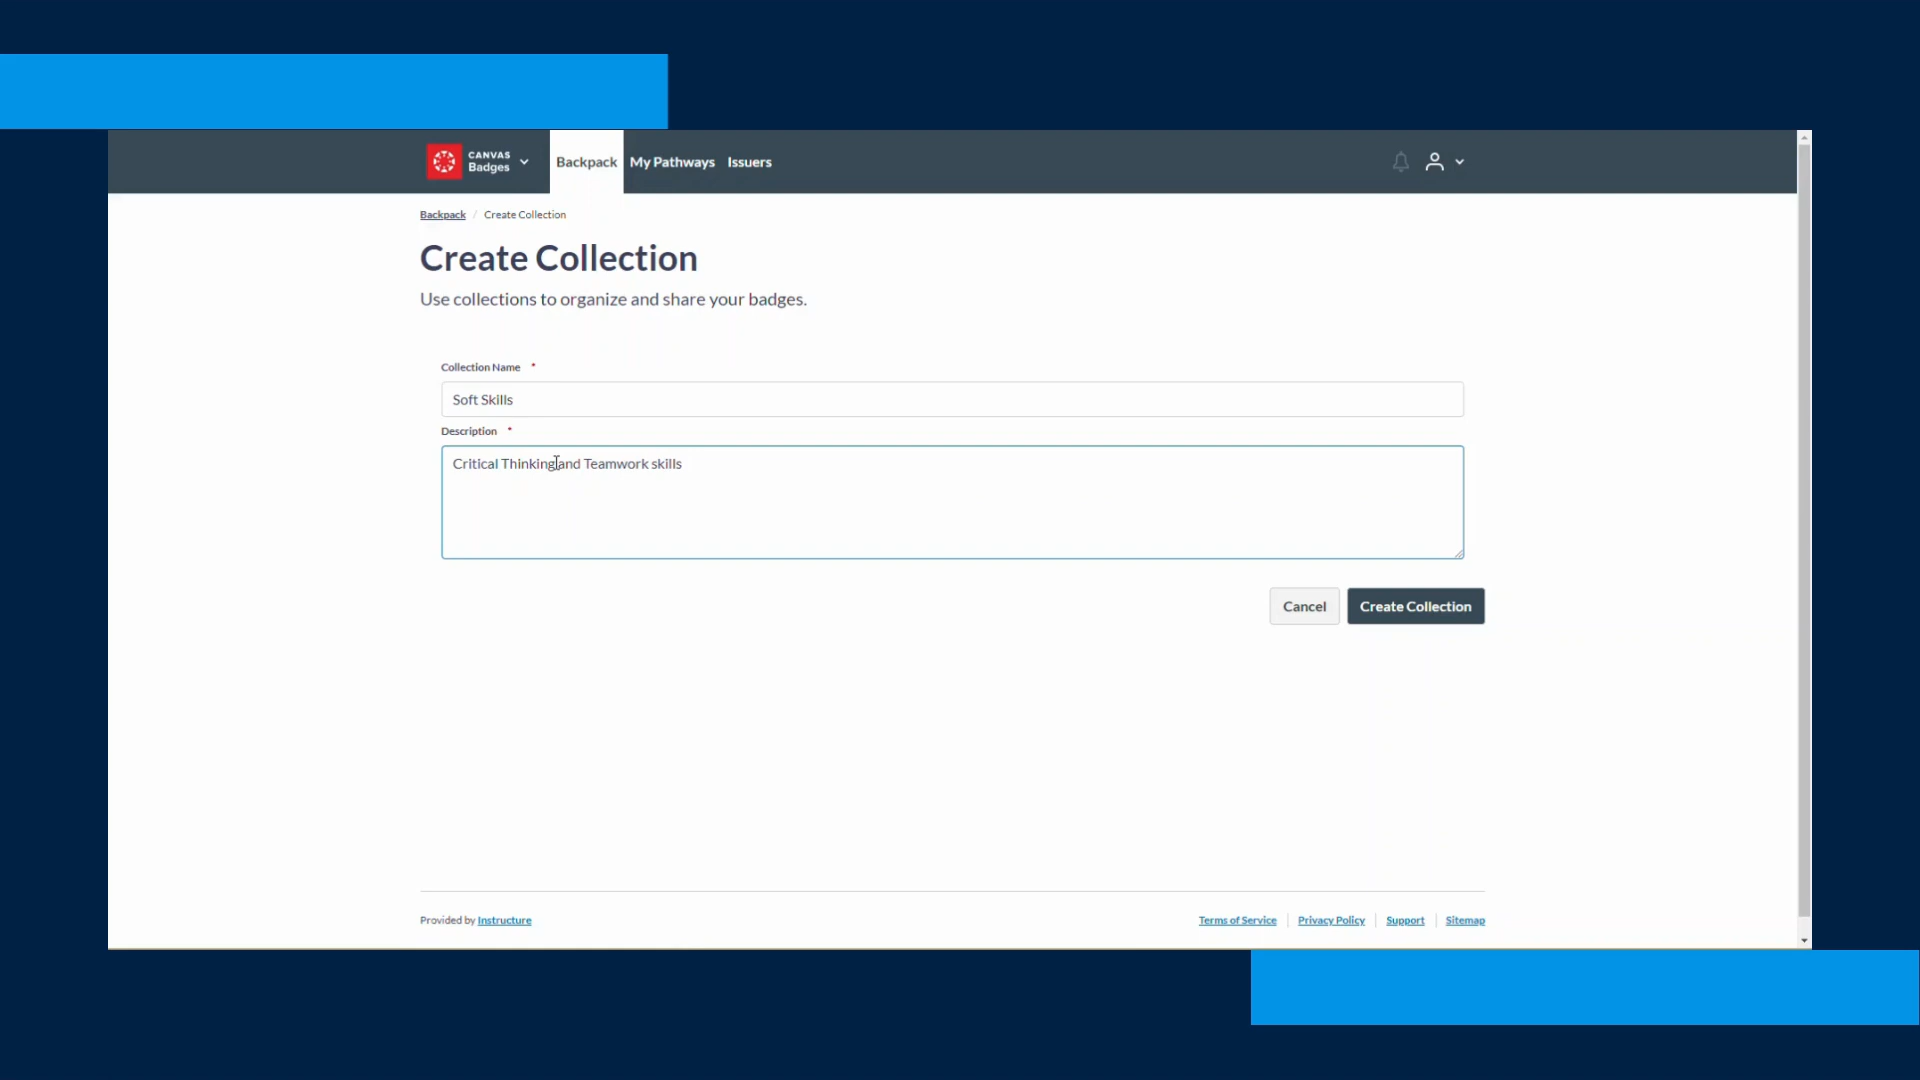 CANVAS
Badges
Backpack
My Pathways
Issuers
Backpack / Create Collection
Create Collection
Use collections to organize and share your badges.
Collection Name *
Soft Skills
Description *
Critical Thinking and Teamwork skills
Cancel
Create Collection
Provided by Instructure
Terms of Service
Privacy Policy
Support
Sitemap